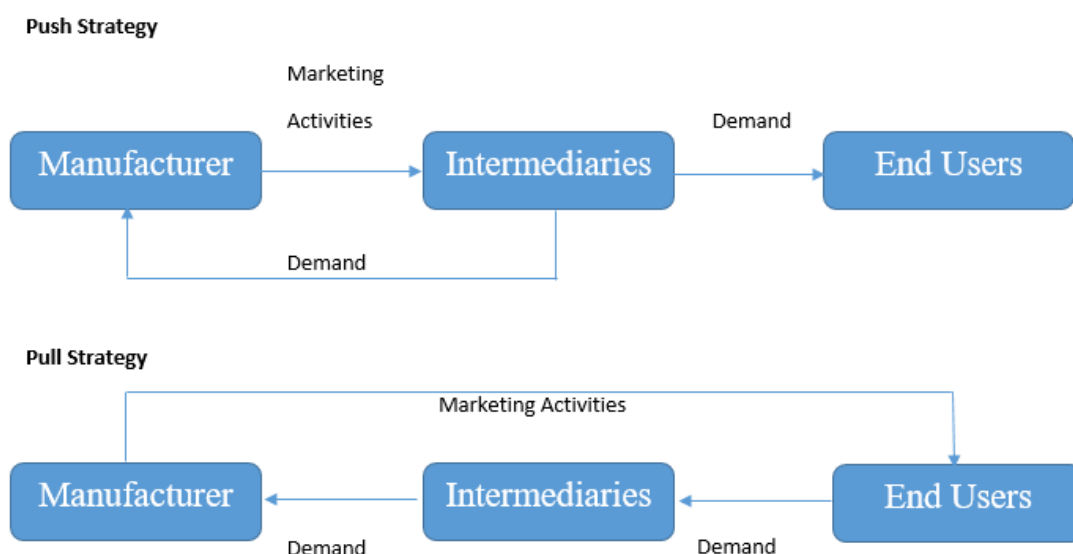 Push Strategy
Marketing
Activities
Demand
Manufacturer
Intermediaries
End Users
Demand
Pull Strategy
Marketing Activities
Manufacturer
Intermediaries
End Users
Demand
Demand